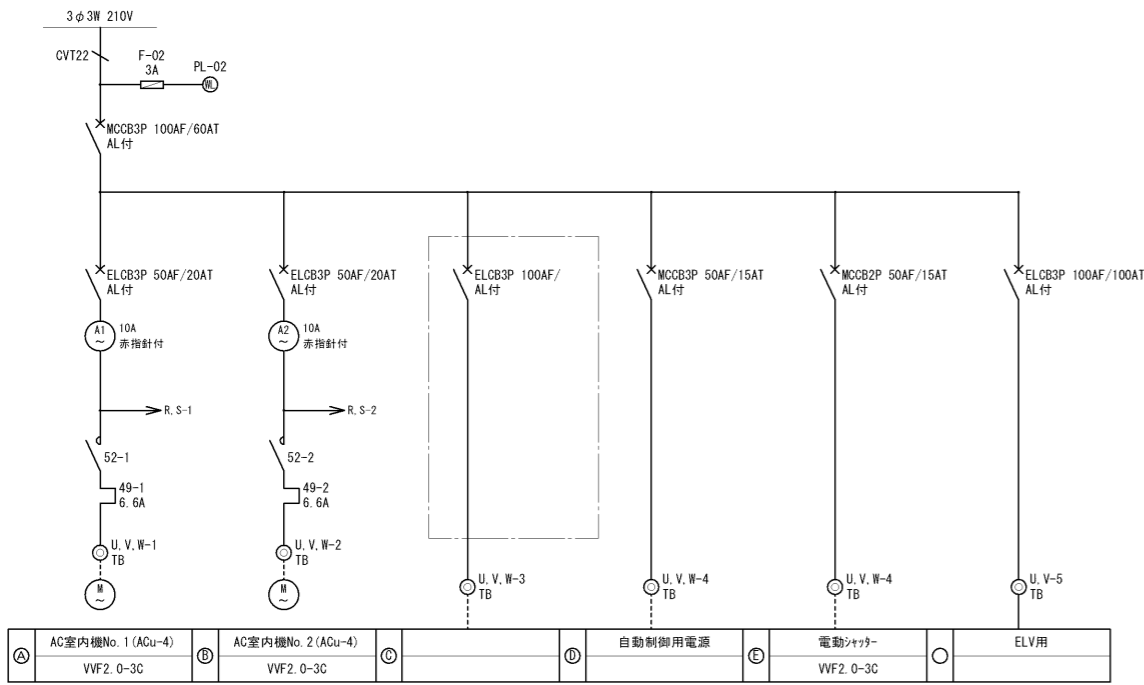 3φ3W 210V
CVT22
F-02
3A
PL-02
WL
MCCB3P 100AF/60AT
AL付
ELCB3P 50AF/20AT
AL付
ELCB3P 50AF/20AT
AL付
ELCB3P 100AF/
AL付
MCCB3P 50AF/15AT
AL付
MCCB2P 50AF/15AT
AL付
ELCB3P 100AF/100AT
AL付
A1
~
10A
赤指針付
A2
~
10A
赤指針付
R,S-1
R,S-2
52-1
52-2
49-1
6.6A
49-2
6.6A
U,V,W-1
TB
U,V,W-2
TB
M
~
M
~
U,V,W-3
TB
U,V,W-4
TB
U,V,W-4
TB
U,V-5
TB
Ⓐ
AC室内機No.1(ACu-4)
VVF2.0-3C
Ⓑ
AC室内機No.2(ACu-4)
VVF2.0-3C
Ⓒ
Ⓓ
自動制御用電源
Ⓔ
電動シャッター
VVF2.0-3C
ELV用